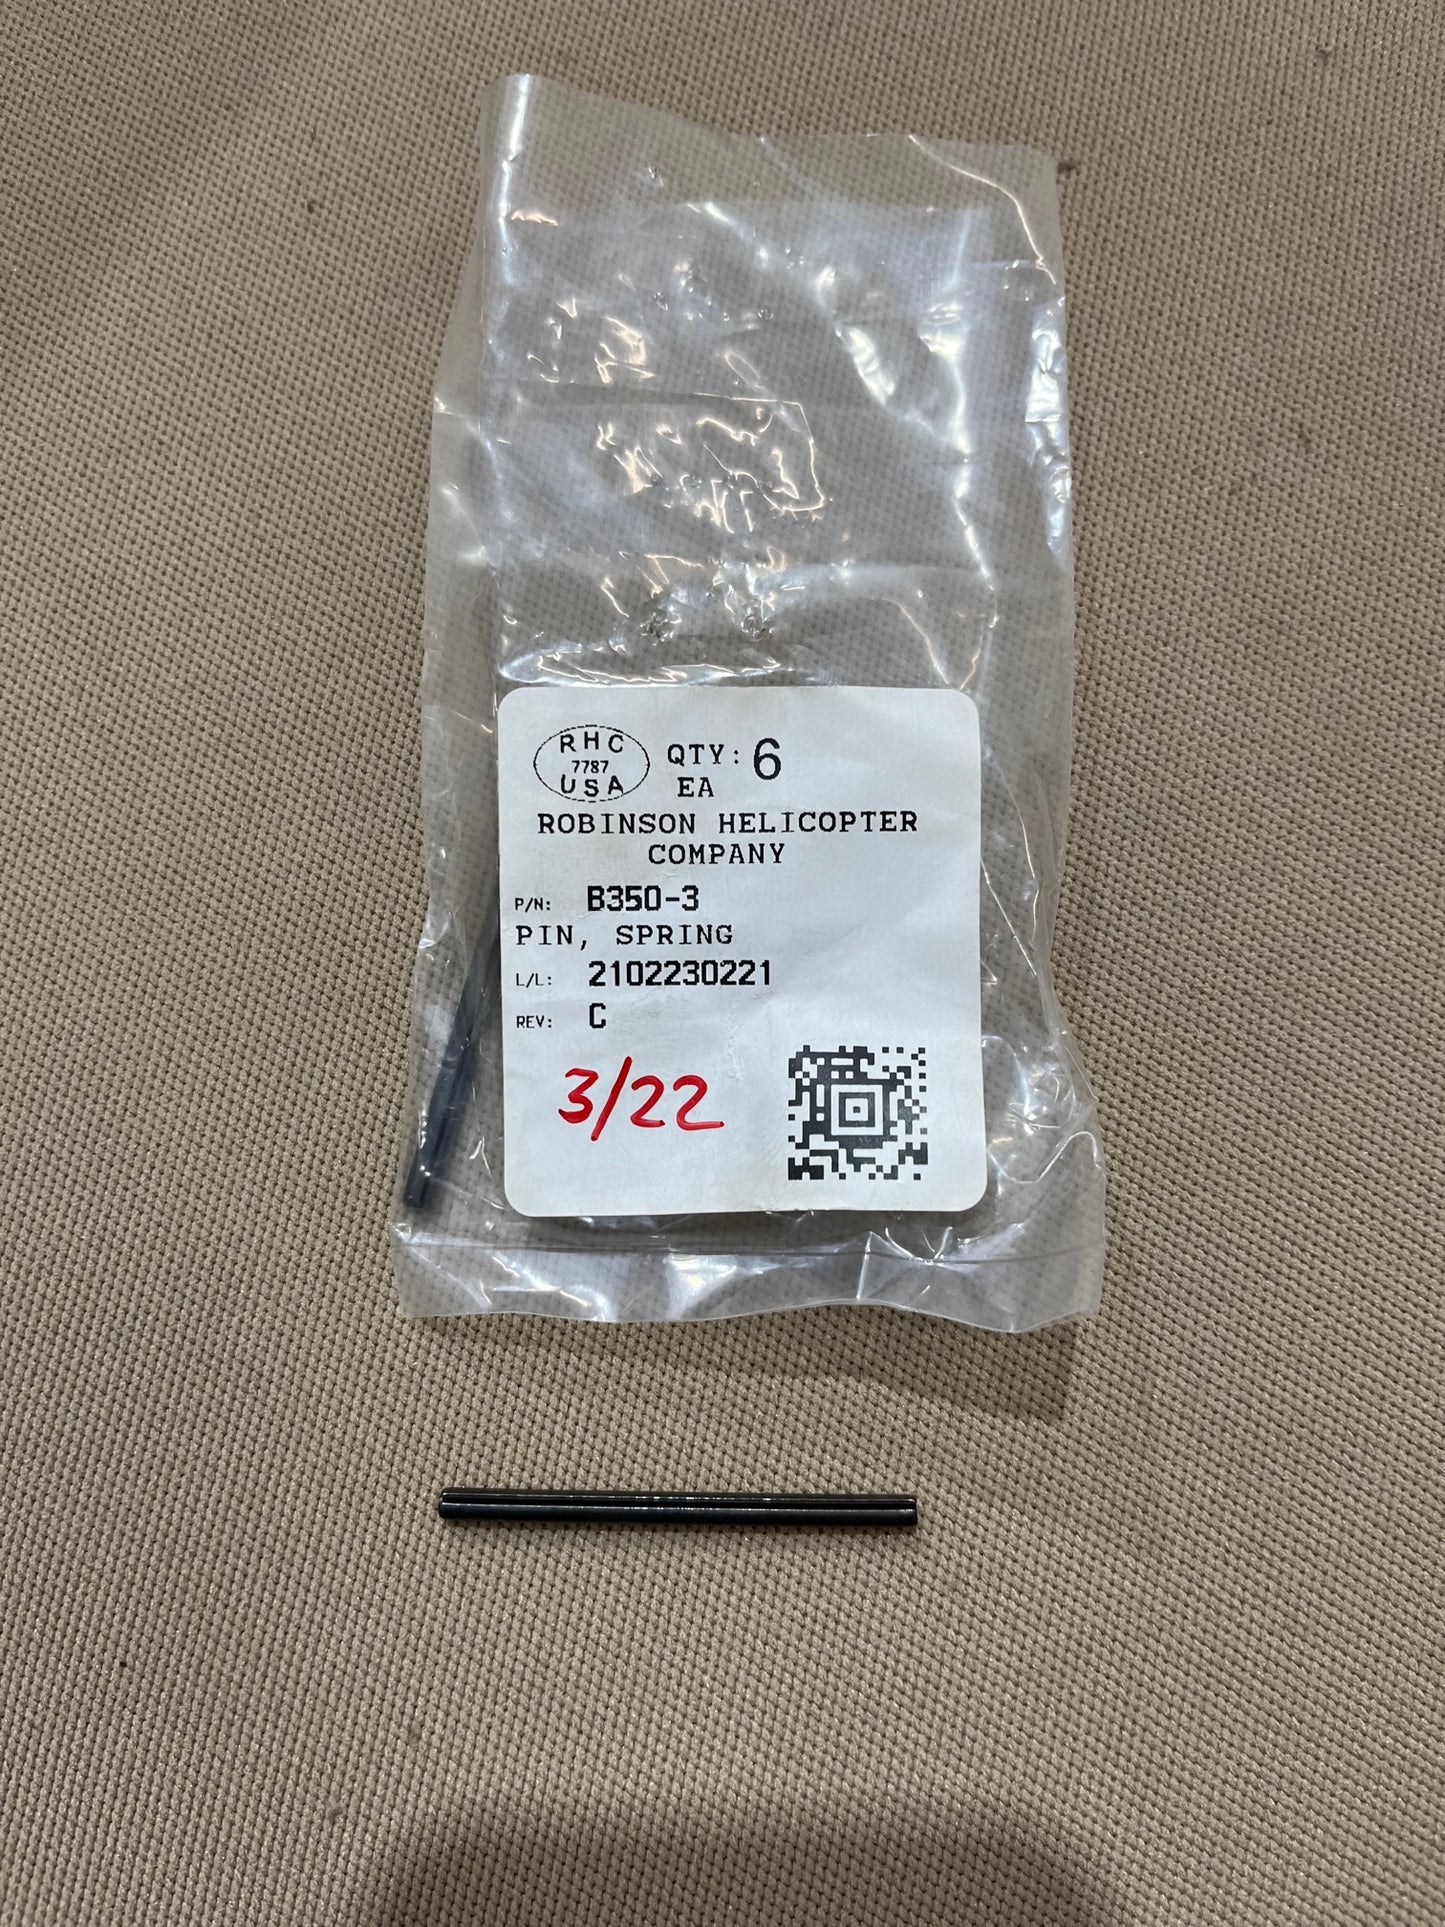 RHC
7787
USA
QTY: 6
EA
ROBINSON HELICOPTER
COMPANY
P/N: B350-3
PIN, SPRING
L/L: 2102230221
REV: C
3/22